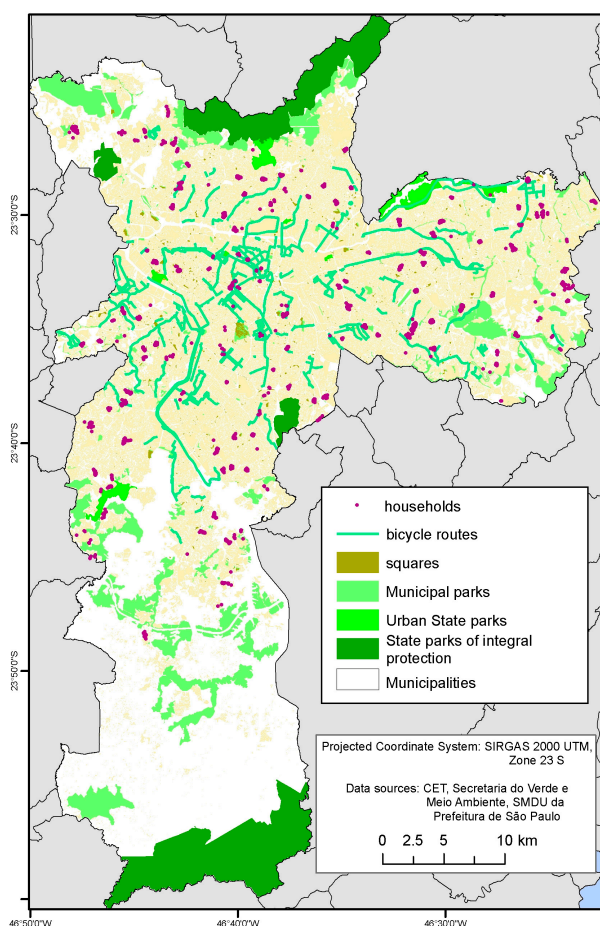 23°30'0"S
23°40'0"S
23°50'0"S
households
bicycle routes
squares
Municipal parks
Urban State parks
State parks of integral
protection
Municipalities
Projected Coordinate System: SIRGAS 2000 UTM,
Zone 23 S
Data sources: CET, Secretaria do Verde e
Meio Ambiente, SMDU da
Prefeitura de São Paulo
0 2.5 5 10 km
46°50'0"W 46°40'0"W 46°30'0"W